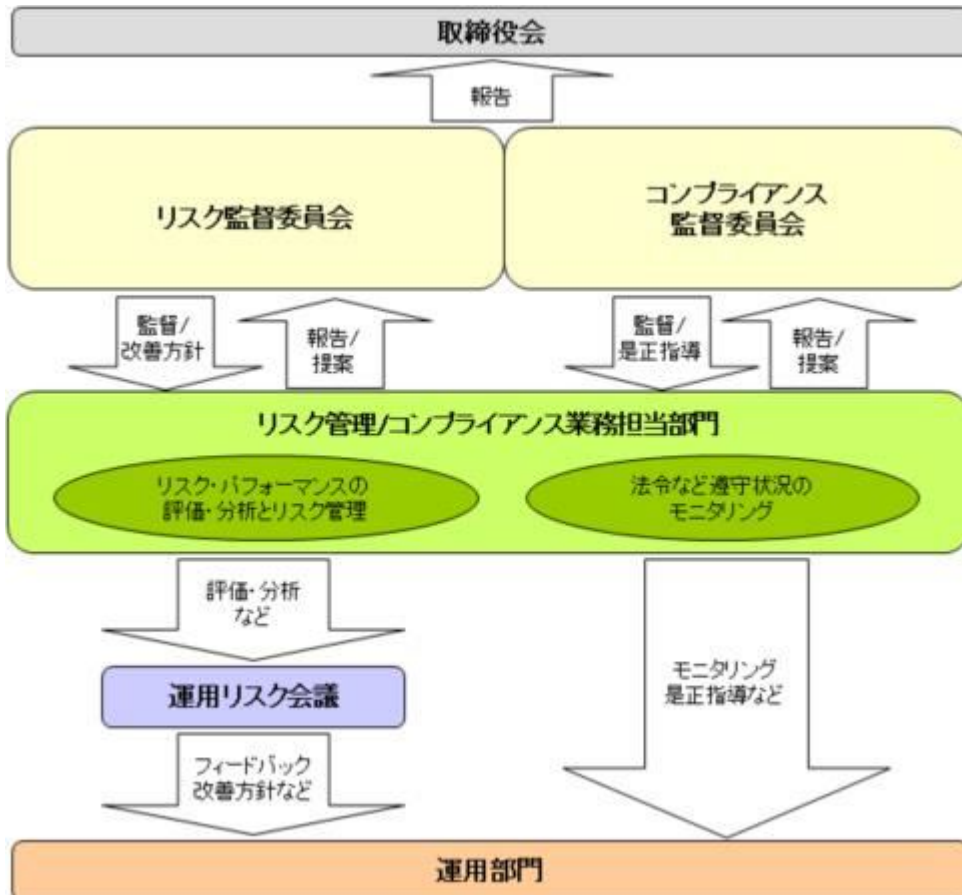 取締役会
報告
リスク監督委員会
コンプライアンス
監督委員会
監督/
改善方針
報告/
提案
監督/
是正指導
報告/
提案
リスク管理/コンプライアンス業務担当部門
リスク・パフォーマンスの
評価・分析とリスク管理
法令など遵守状況の
モニタリング
評価・分析
など
運用リスク会議
モニタリング
是正指導など
フィードバック
改善方針など
運用部門